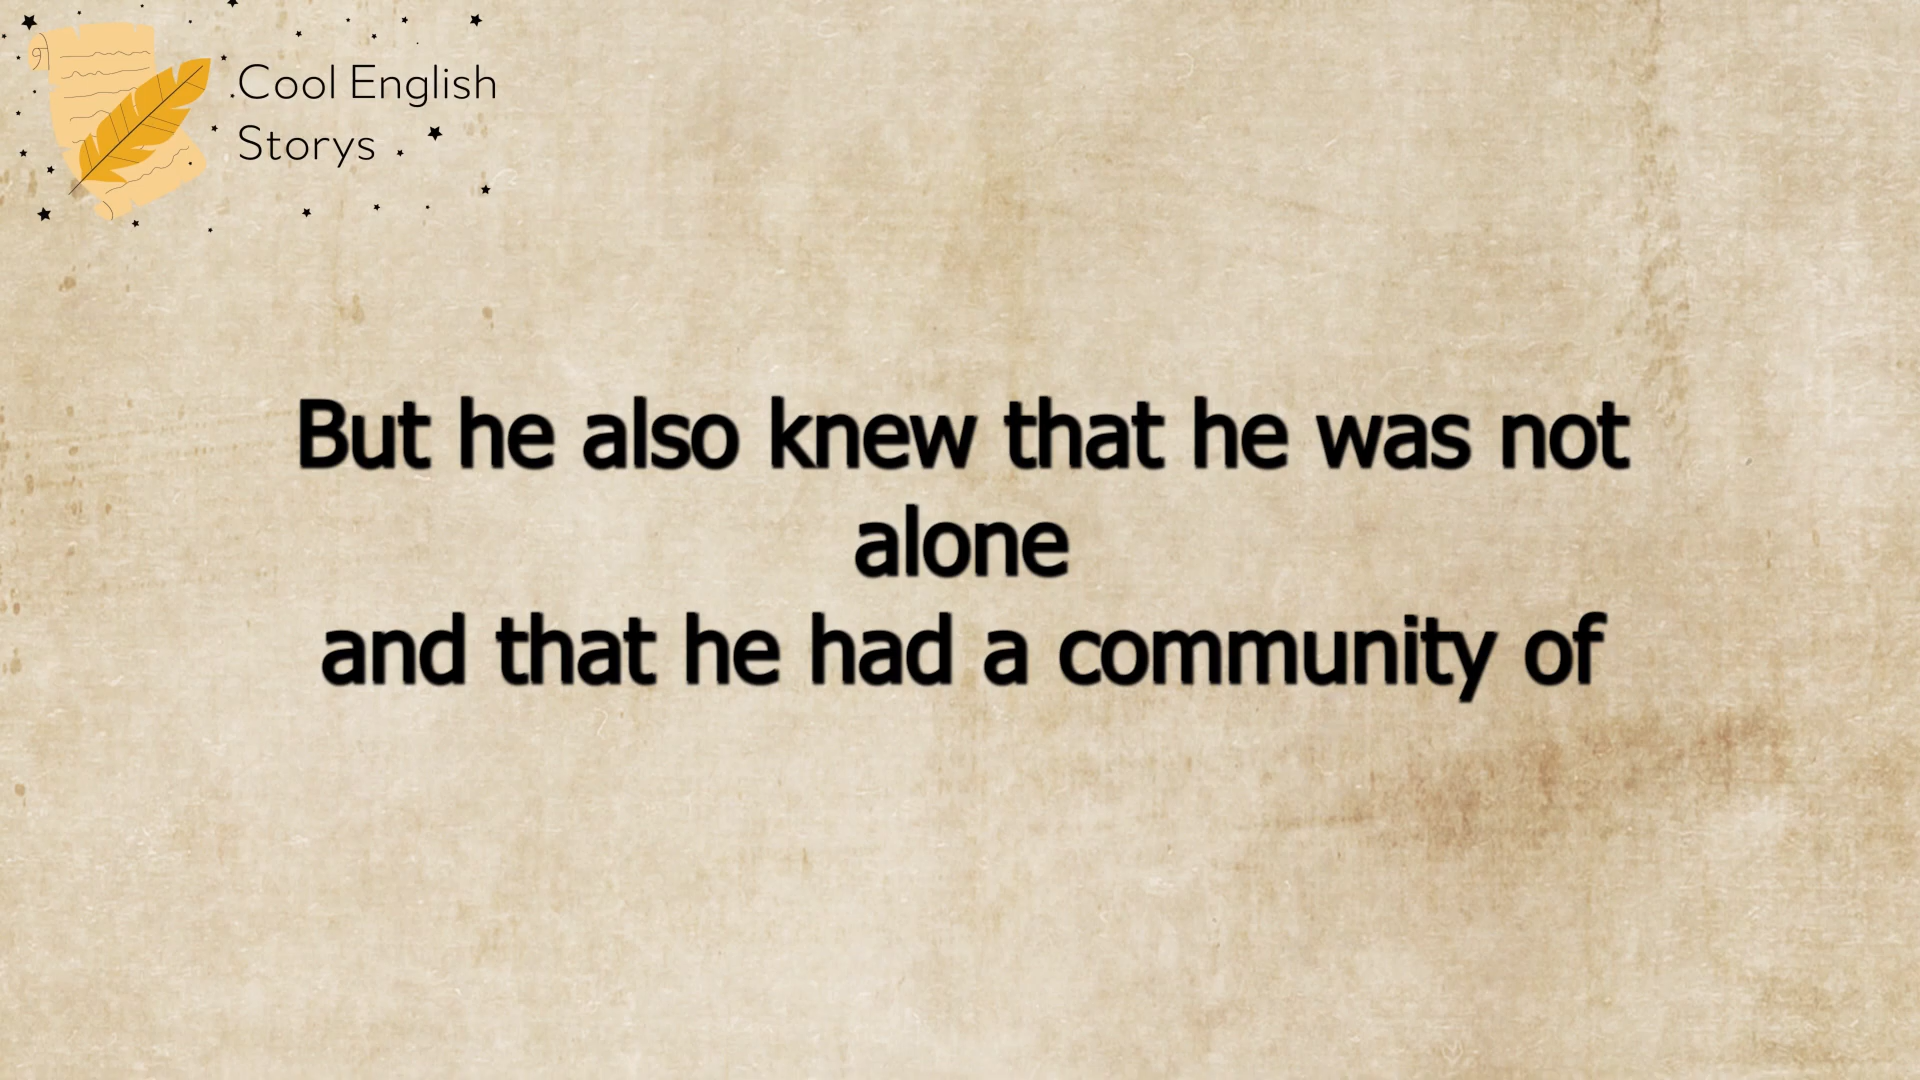 .Cool English
Storys
But he also knew that he was not
alone
and that he had a community of